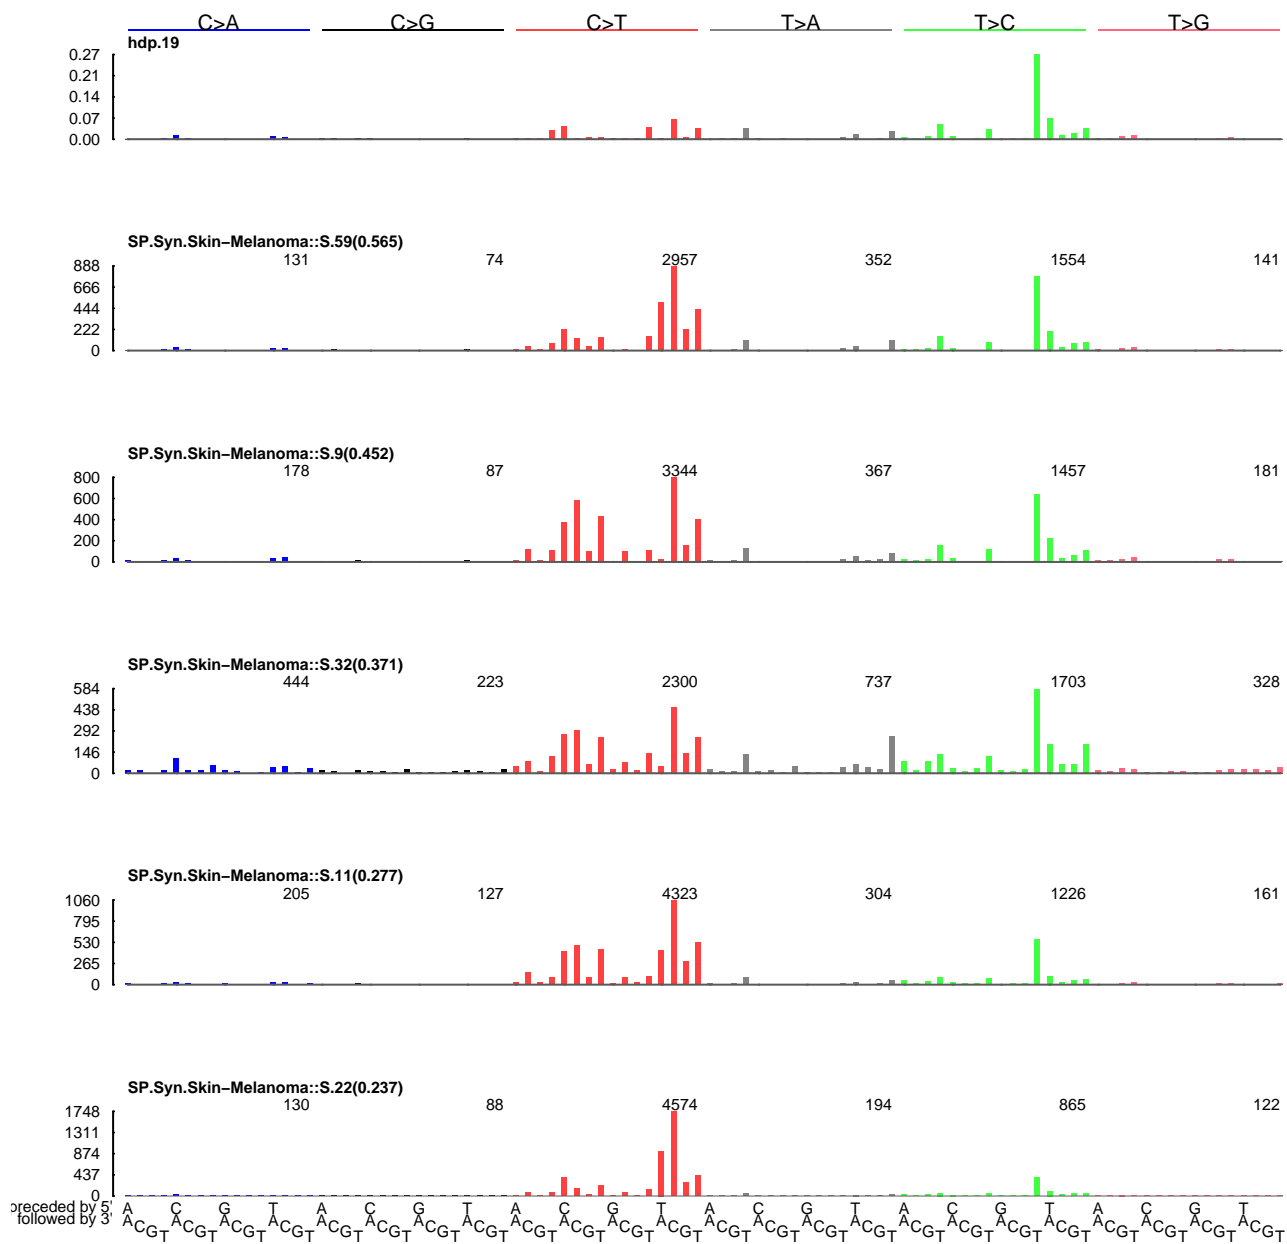 C>A C>G C>T T>A T>C T>G
hdp.19
0.27
0.21
0.14
0.07
0.00
SP.Syn.Skin−Melanoma::S.59(0.565)
131 74 2957 352 1554 141
888
666
444
222
0
SP.Syn.Skin−Melanoma::S.9(0.452)
178 87 3344 367 1457 181
800
600
400
200
0
SP.Syn.Skin−Melanoma::S.32(0.371)
444 223 2300 737 1703 328
584
438
292
146
0
SP.Syn.Skin−Melanoma::S.11(0.277)
205 127 4323 304 1226 161
1060
795
530
265
0
SP.Syn.Skin−Melanoma::S.22(0.237)
130 88 4574 194 865 122
1748
1311
874
437
0
preceded by 5' A C G T A C G T A C G T A C G T A C G T A C G T
followed by 3' A C G T A C G T A C G T A C G T A C G T A C G T A C G T A C G T A C G T A C G T A C G T A C G T A C G T A C G T A C G T A C G T A C G T A C G T A C G T A C G T A C G T A C G T A C G T A C G T